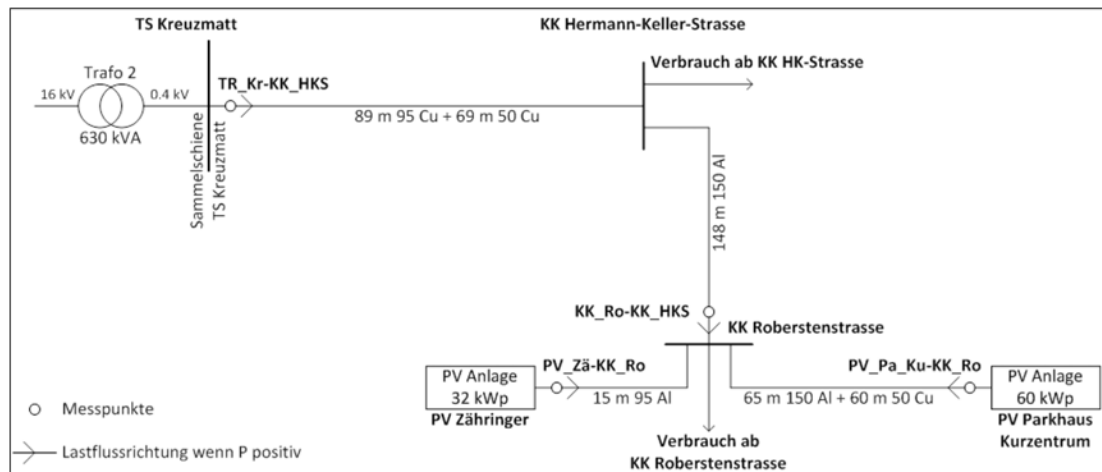 TS Kreuzmatt
KK Hermann-Keller-Strasse
Trafo 2
16 kV
0.4 kV
630 kVA
Sammelschiene
TS Kreuzmatt
TR_Kr-KK_HKS
89 m 95 Cu + 69 m 50 Cu
Verbrauch ab KK HK-Strasse
148 m 150 Al
KK_Ro-KK_HKS
KK Roberstenstrasse
PV_Zä-KK_Ro
PV_Pa_Ku-KK_Ro
PV Anlage
32 kWp
PV Zähringer
15 m 95 Al
65 m 150 Al + 60 m 50 Cu
PV Anlage
60 kWp
PV Parkhaus
Kurzentrum
Verbrauch ab
KK Roberstenstrasse
Messpunkte
Lastflussrichtung wenn P positiv